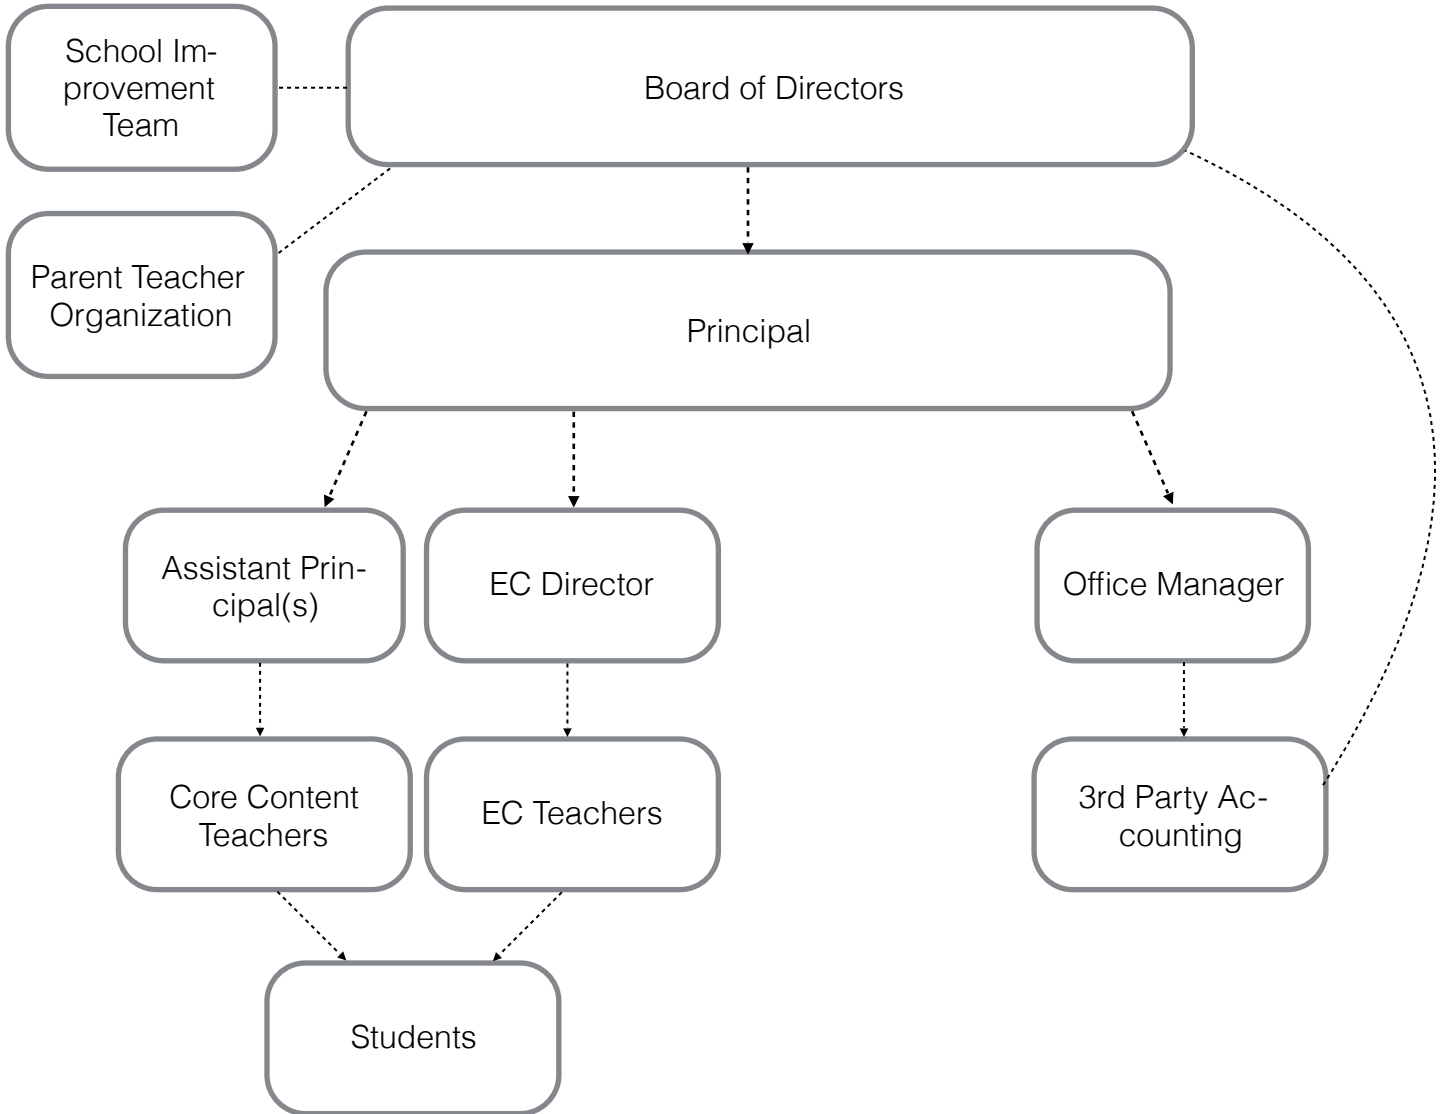 School Im-
provement
Team
Board of Directors
Parent Teacher
Organization
Principal
Assistant Prin-
cipal(s)
EC Director
Office Manager
Core Content
Teachers
EC Teachers
3rd Party Ac-
counting
Students